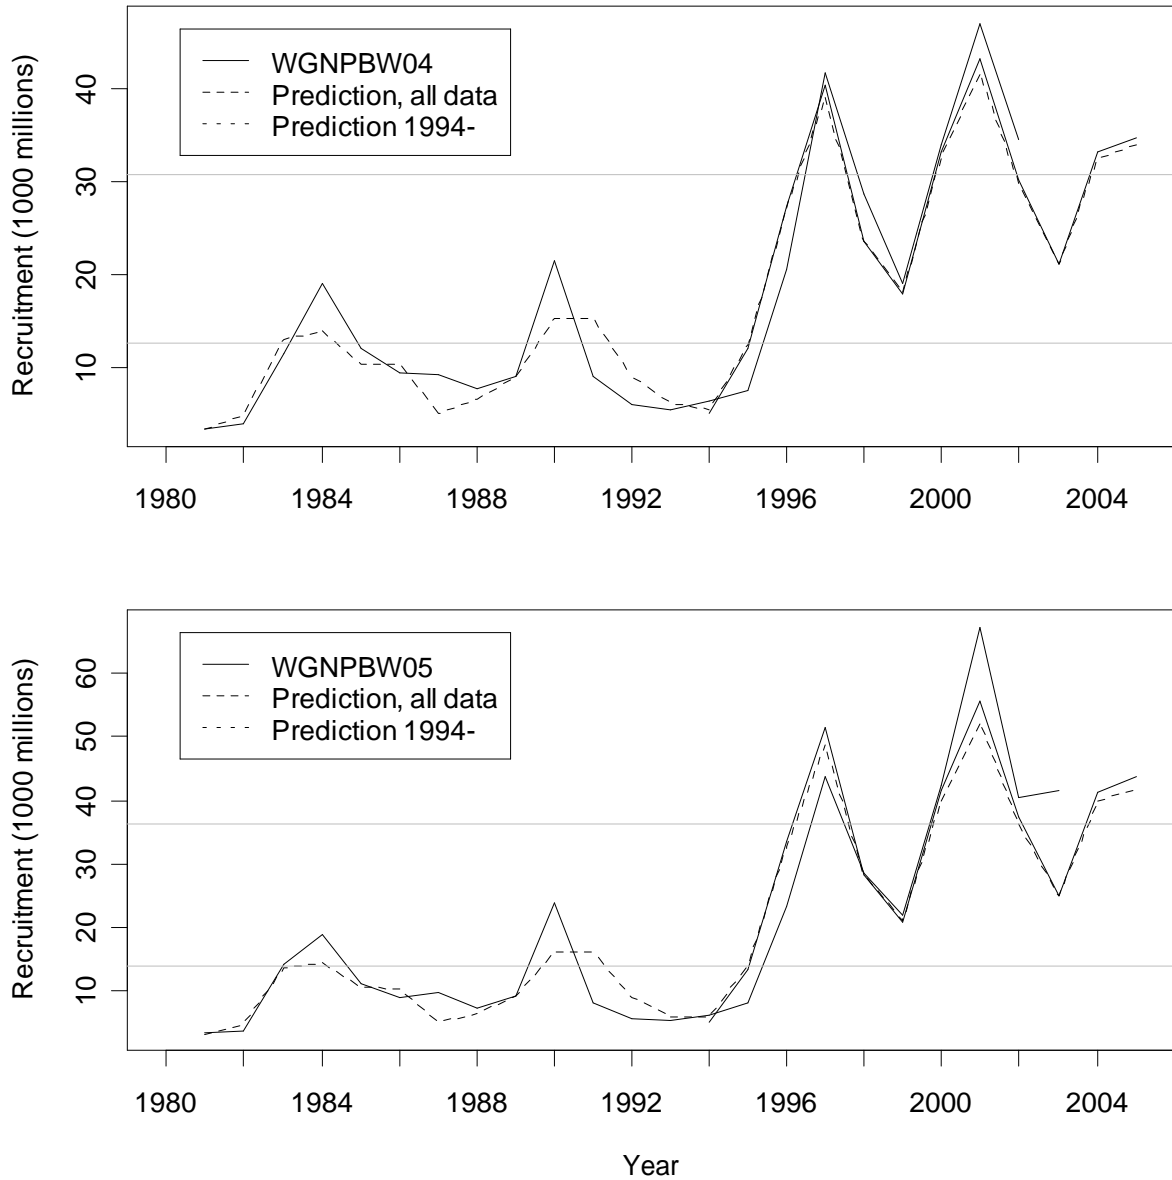 Recruitment (1000 millions)
40
30
20
10
WGNPBW04
Prediction, all data
Prediction 1994-
1980 1984 1988 1992 1996 2000 2004
Recruitment (1000 millions)
60
50
40
30
20
10
WGNPBW05
Prediction, all data
Prediction 1994-
1980 1984 1988 1992 1996 2000 2004
Year